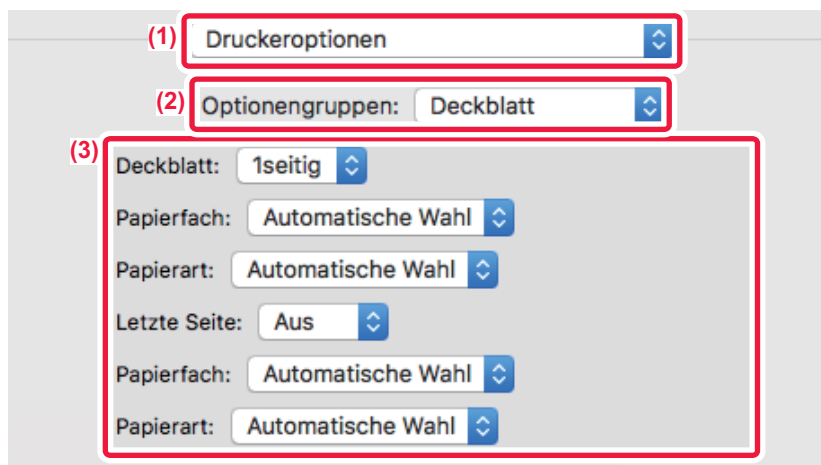 (1) Druckeroptionen
(2) Optionengruppen: Deckblatt
(3)
Deckblatt: 1seitig
Papierfach: Automatische Wahl
Papierart: Automatische Wahl
Letzte Seite: Aus
Papierfach: Automatische Wahl
Papierart: Automatische Wahl